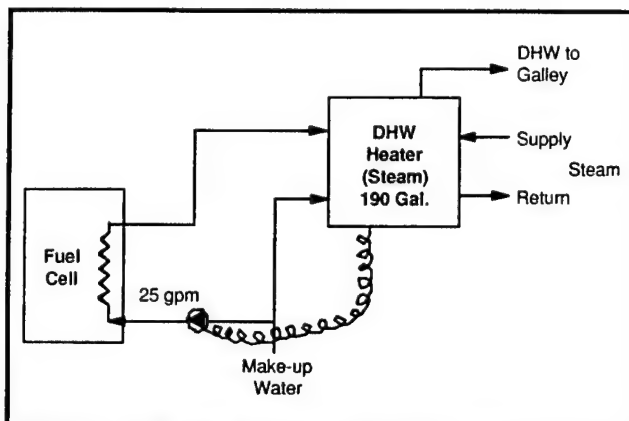 DHW to
Galley
DHW
Heater
(Steam)
190 Gal.
Supply
Steam
Return
Fuel
Cell
25 gpm
Make-up
Water